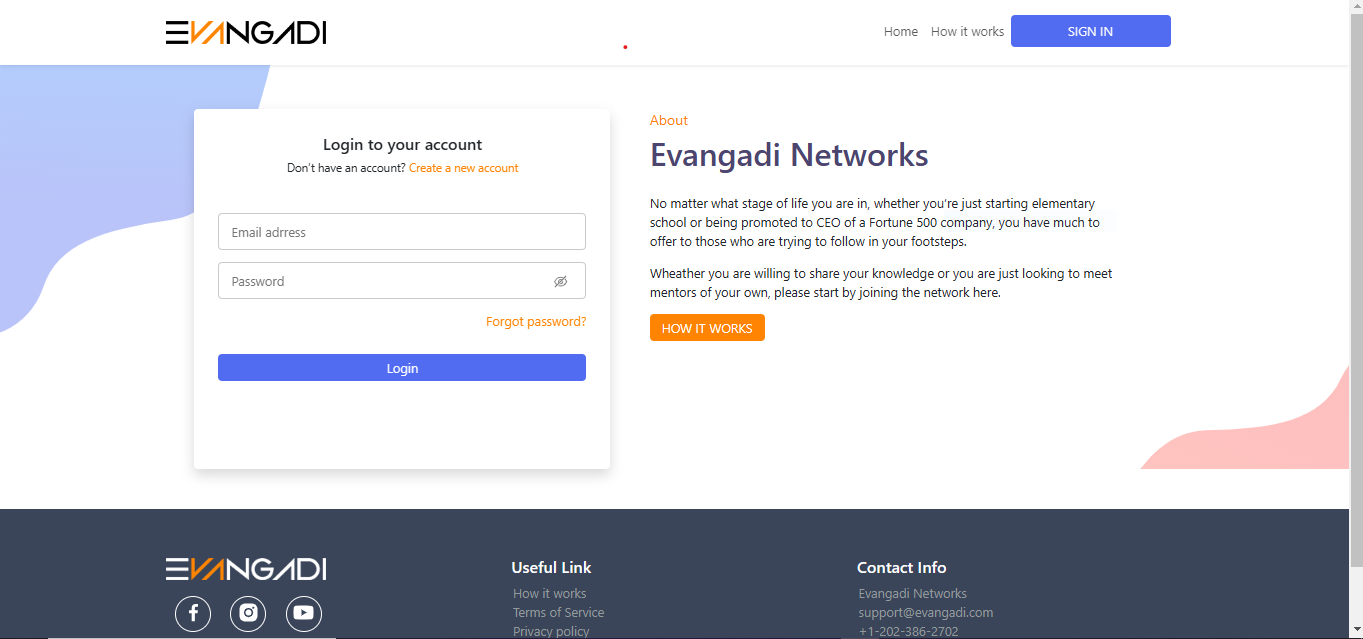 EVANGADI
Home How it works SIGN IN
Login to your account
Don't have an account? Create a new account
Email adrress
Password
Forgot password?
Login
About
Evangadi Networks
No matter what stage of life you are in, whether you're just starting elementary
school or being promoted to CEO of a Fortune 500 company, you have much to
offer to those who are trying to follow in your footsteps.
Wheather you are willing to share your knowledge or you are just looking to meet
mentors of your own, please start by joining the network here.
HOW IT WORKS
EVANGADI
Useful Link
How it works
Terms of Service
Privacy policy
Contact Info
Evangadi Networks
support@evangadi.com
+1-202-386-2702